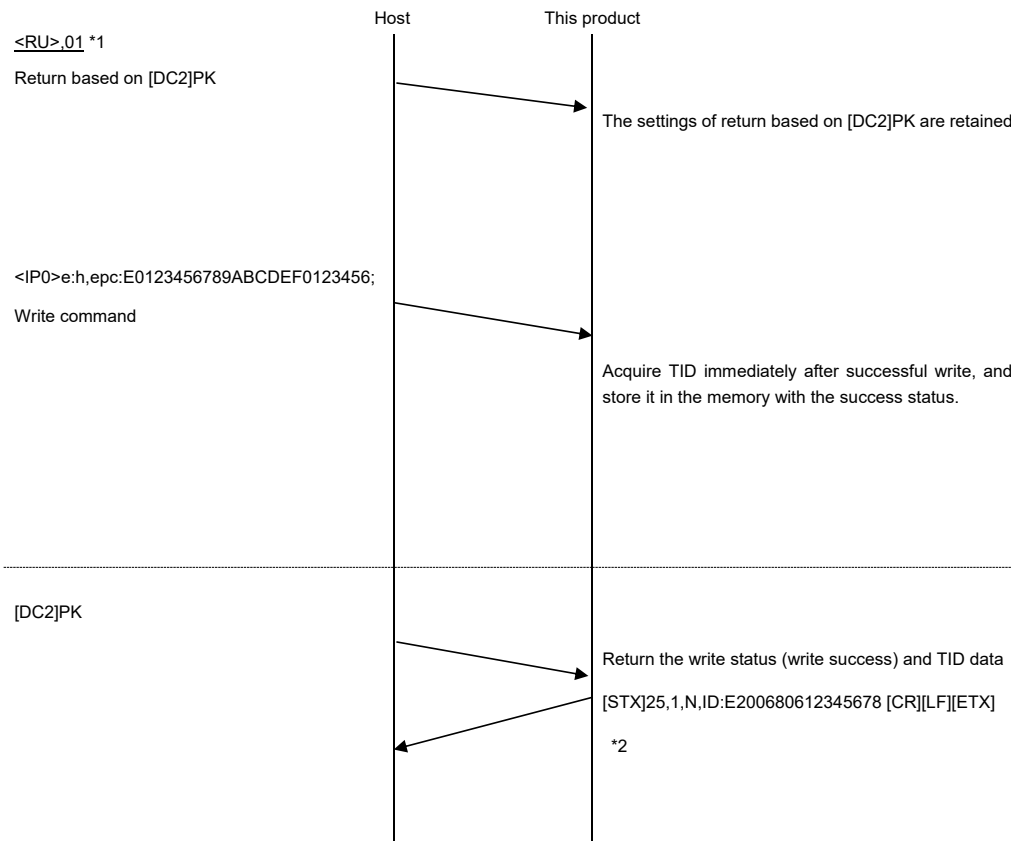 Host
This product
<RU>,01 *1
Return based on [DC2]PK
The settings of return based on [DC2]PK are retained
<IP0>e:h,epc:E0123456789ABCDEF0123456;
Write command
Acquire TID immediately after successful write, and
store it in the memory with the success status.
[DC2]PK
Return the write status (write success) and TID data
[STX]25,1,N,ID:E200680612345678 [CR][LF][ETX]
*2